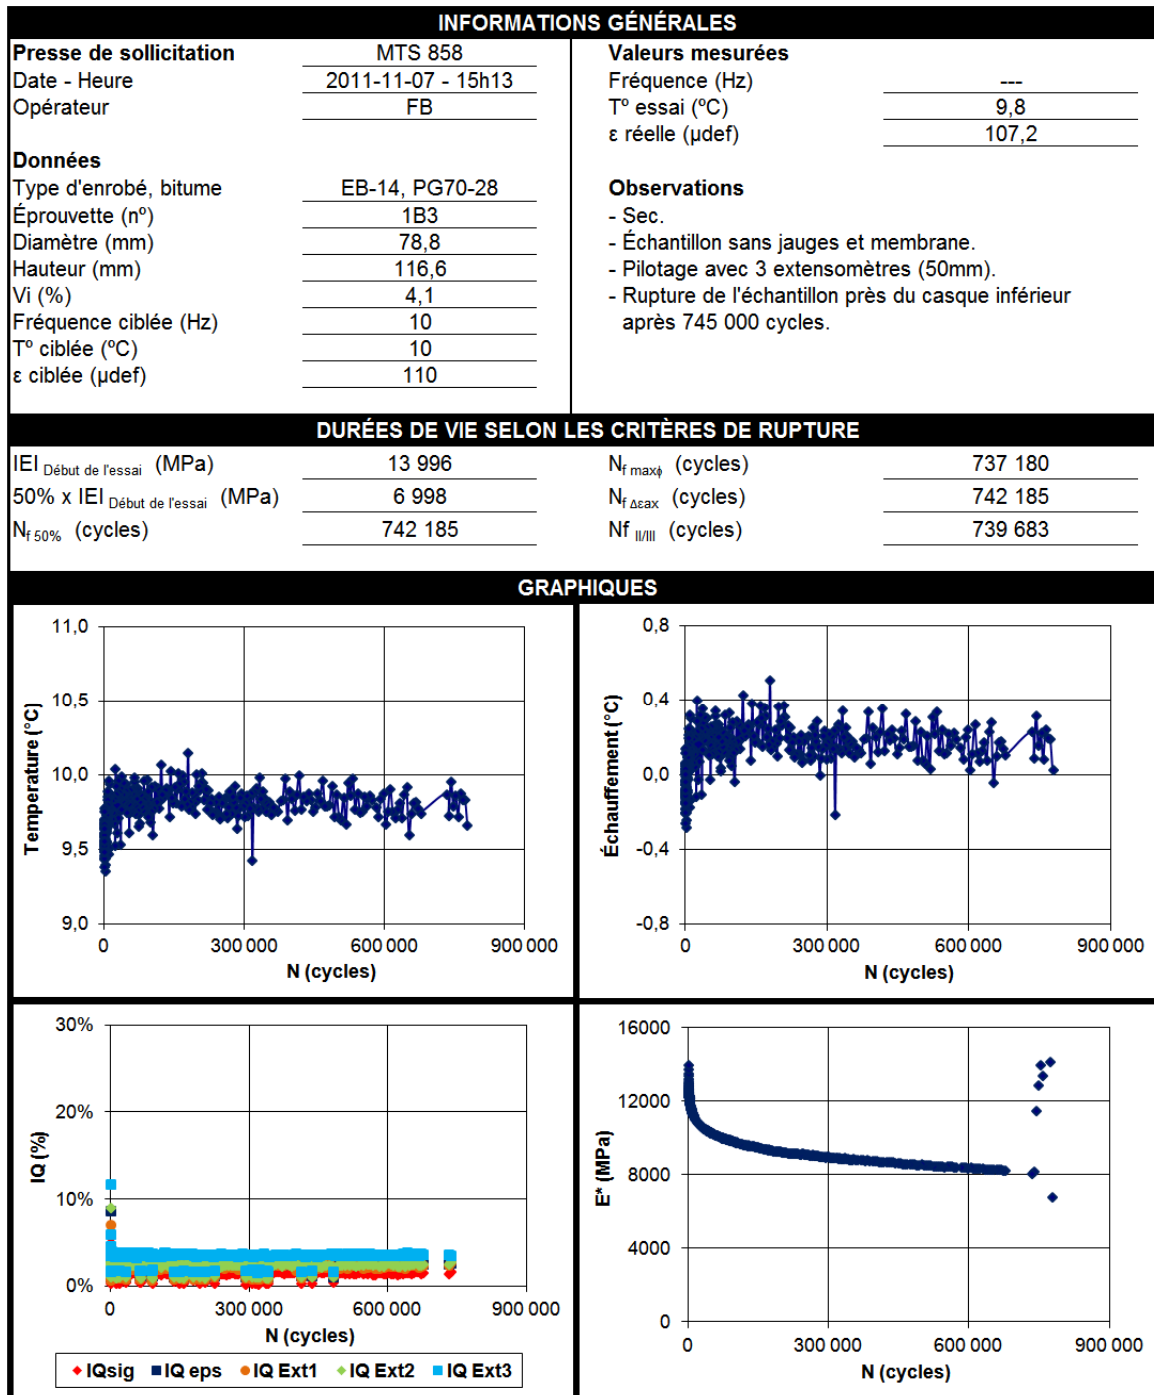 INFORMATIONS GÉNÉRALES
Presse de sollicitation MTS 858
Date - Heure 2011-11-07 - 15h13
Opérateur FB
Données
Type d'enrobé, bitume EB-14, PG70-28
Éprouvette (nº) 1B3
Diamètre (mm) 78,8
Hauteur (mm) 116,6
Vi (%) 4,1
Fréquence ciblée (Hz) 10
Tº ciblée (ºC) 10
ε ciblée (µdef) 110
Valeurs mesurées
Fréquence (Hz) ---
Tº essai (ºC) 9,8
ε réelle (µdef) 107,2
Observations
- Sec.
- Échantillon sans jauges et membrane.
- Pilotage avec 3 extensomètres (50mm).
- Rupture de l'échantillon près du casque inférieur
après 745 000 cycles.
DURÉES DE VIE SELON LES CRITÈRES DE RUPTURE
IEI Début de l'essai (MPa) 13 996
50% x IEI Début de l'essai (MPa) 6 998
Nf 50% (cycles) 742 185
Nf maxϕ (cycles) 737 180
Nf Δεax (cycles) 742 185
Nf II/III (cycles) 739 683
GRAPHIQUES
11,0
10,5
10,0
9,5
9,0
Temperature (°C)
0 300 000 600 000 900 000
N (cycles)
0,8
0,4
0,0
-0,4
-0,8
Échauffement (°C)
0 300 000 600 000 900 000
N (cycles)
30%
20%
10%
0%
IQ (%)
0 300 000 600 000 900 000
N (cycles)
IQsig IQ eps IQ Ext1 IQ Ext2 IQ Ext3
16000
12000
8000
4000
0
E* (MPa)
0 300 000 600 000 900 000
N (cycles)